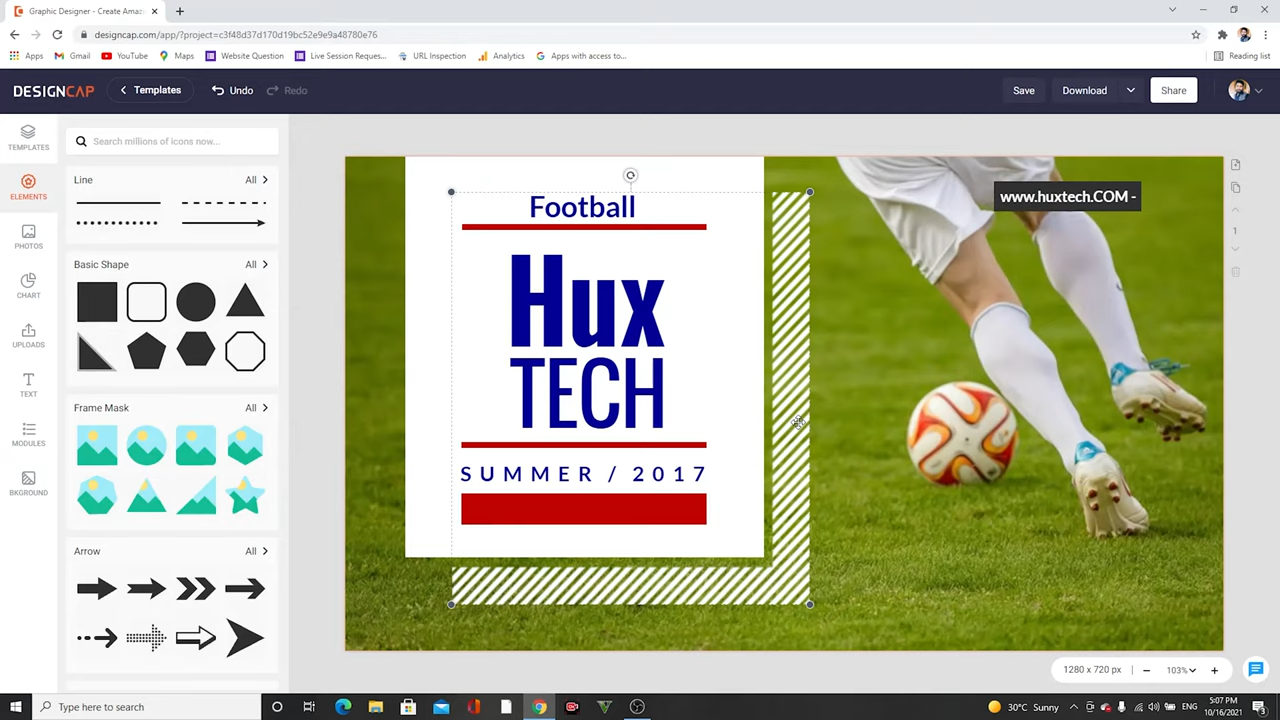 Graphic Designer - Create Amaz
designcap.com/app/?project=c3f48d37d170d19bc52e9e9a48780e76
Apps
Gmail
YouTube
Maps
Website Question
Live Session Reques...
URL Inspection
Analytics
Apps with access to...
Reading list
DESIGNCAP
Templates
Undo
Redo
Save
Download
Share
TEMPLATES
ELEMENTS
PHOTOS
CHART
UPLOADS
TEXT
MODULES
BKGROUND
Search millions of icons now...
Line
All
Basic Shape
All
Frame Mask
All
Arrow
All
Football
Hux
TECH
SUMMER / 2017
www.huxtech.COM -
1
1280 x 720 px
103%
Type here to search
30°C Sunny
ENG
5:07 PM
10/16/2021
3